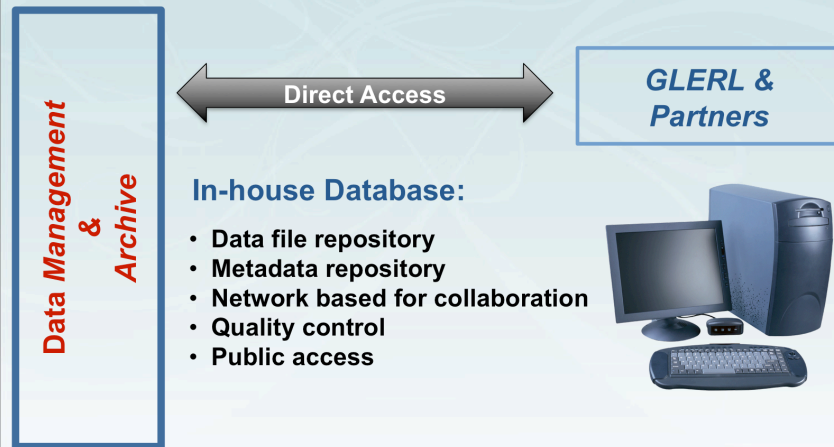 Data Management
&
Archive
Direct Access
GLERL &
Partners
In-house Database:
• Data file repository
• Metadata repository
• Network based for collaboration
• Quality control
• Public access